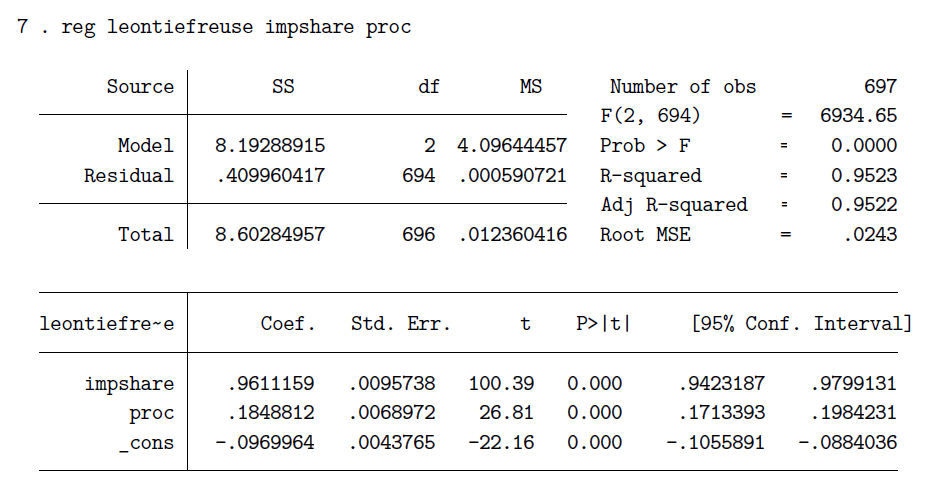 7 . reg leontiefreuse impshare proc
Source SS df MS Number of obs 697
F(2, 694) = 6934.65
Model 8.19288915 2 4.09644457 Prob > F = 0.0000
Residual .409960417 694 .000590721 R-squared = 0.9523
Adj R-squared = 0.9522
Total 8.60284957 696 .012360416 Root MSE = .0243
leontiefre~e Coef. Std. Err. t P>|t| [95% Conf. Interval]
impshare .9611159 .0095738 100.39 0.000 .9423187 .9799131
proc .1848812 .0068972 26.81 0.000 .1713393 .1984231
_cons -.0969964 .0043765 -22.16 0.000 -.1055891 -.0884036